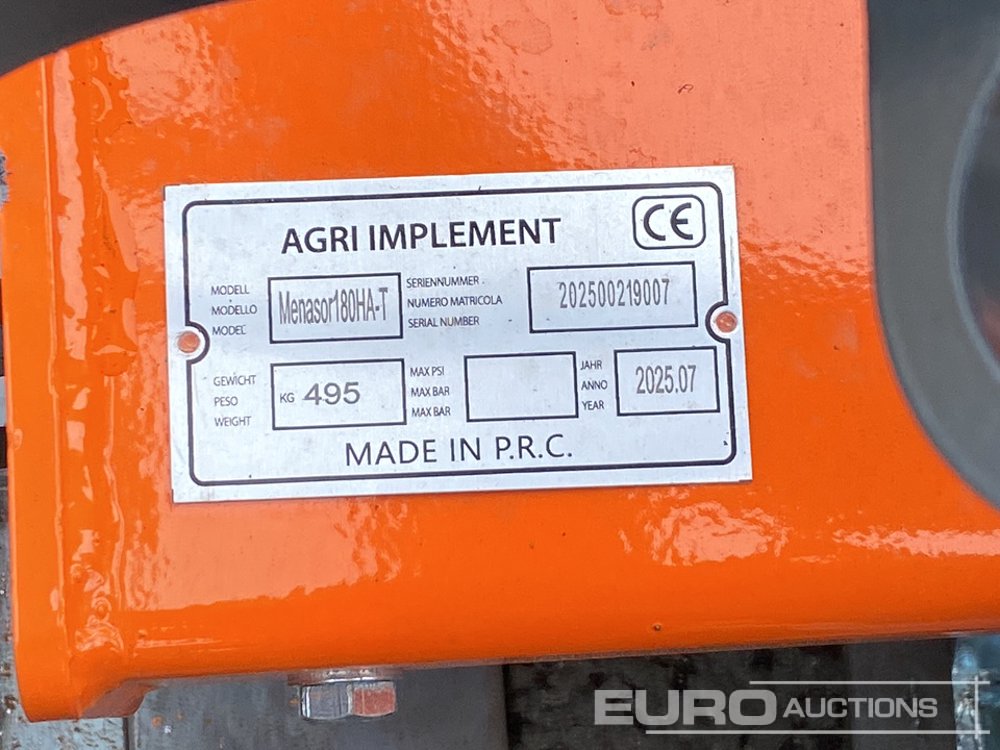 AGRI IMPLEMENT CE
MODELL
MODELLO
MODEL
Menasor180HA-T
SERIENNUMMER
NUMERO MATRICOLA
SERIAL NUMBER
202500219007
GEWICHT
PESO
WEIGHT
KG 495
MAX PSI
MAX BAR
MAX BAR
JAHR
ANNO
YEAR
2025.07
MADE IN P.R.C.
EURO AUCTIONS